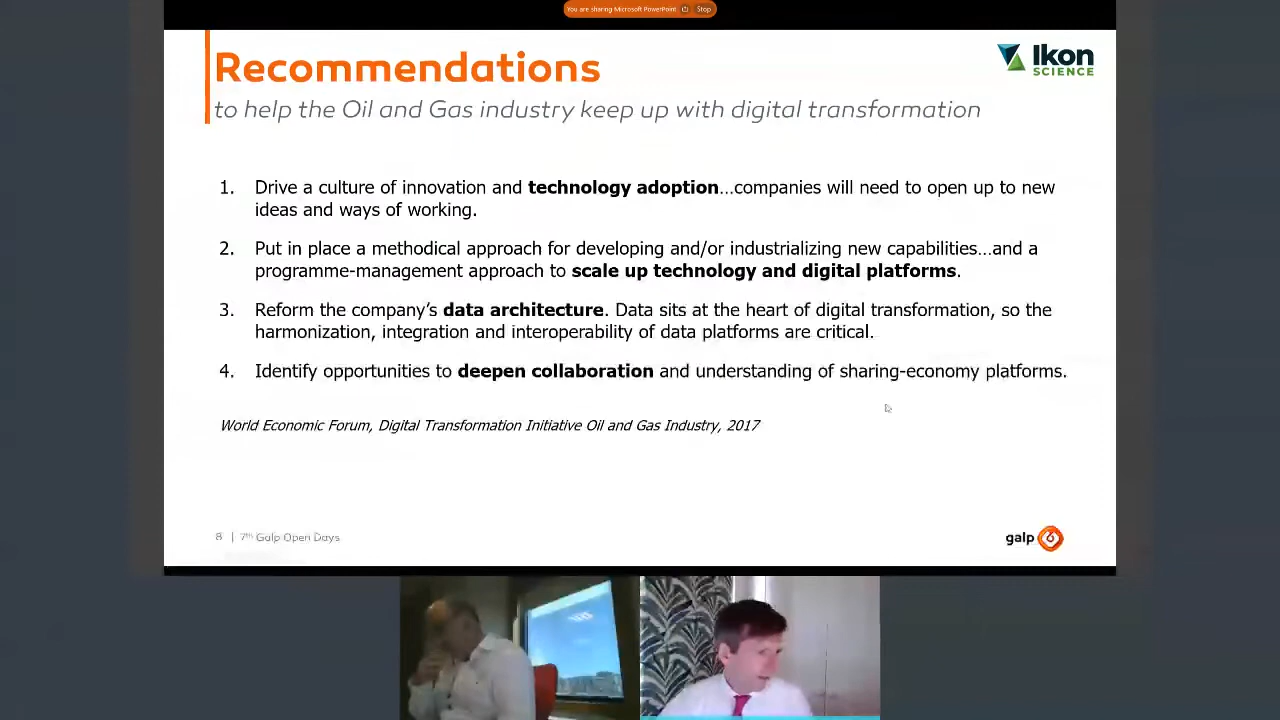 You are sharing Microsoft PowerPoint Stop
Recommendations
Ikon
SCIENCE
to help the Oil and Gas industry keep up with digital transformation
1. Drive a culture of innovation and technology adoption…companies will need to open up to new
ideas and ways of working.
2. Put in place a methodical approach for developing and/or industrializing new capabilities…and a
programme-management approach to scale up technology and digital platforms.
3. Reform the company’s data architecture. Data sits at the heart of digital transformation, so the
harmonization, integration and interoperability of data platforms are critical.
4. Identify opportunities to deepen collaboration and understanding of sharing-economy platforms.
World Economic Forum, Digital Transformation Initiative Oil and Gas Industry, 2017
8 | 7th Galp Open Days
galp